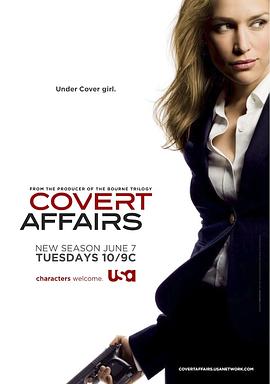 Under Cover girl.
FROM THE PRODUCER OF THE BOURNE TRILOGY
COVERT
AFFAIRS
NEW SEASON JUNE 7
TUESDAYS 10/9C
characters welcome. usa
COVERTAFFAIRS.USANETWORK.COM